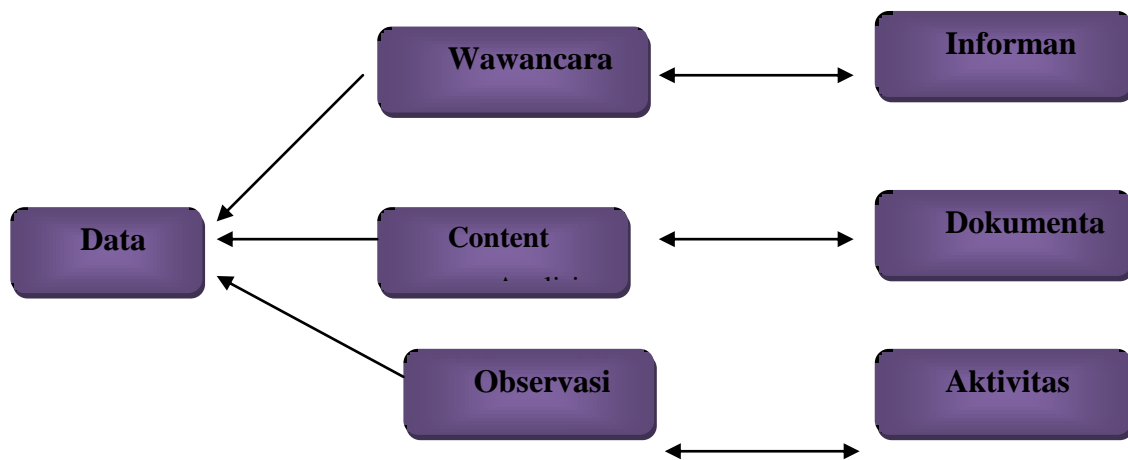 Wawancara
Informan
Data
Content
Dokumenta
Observasi
Aktivitas